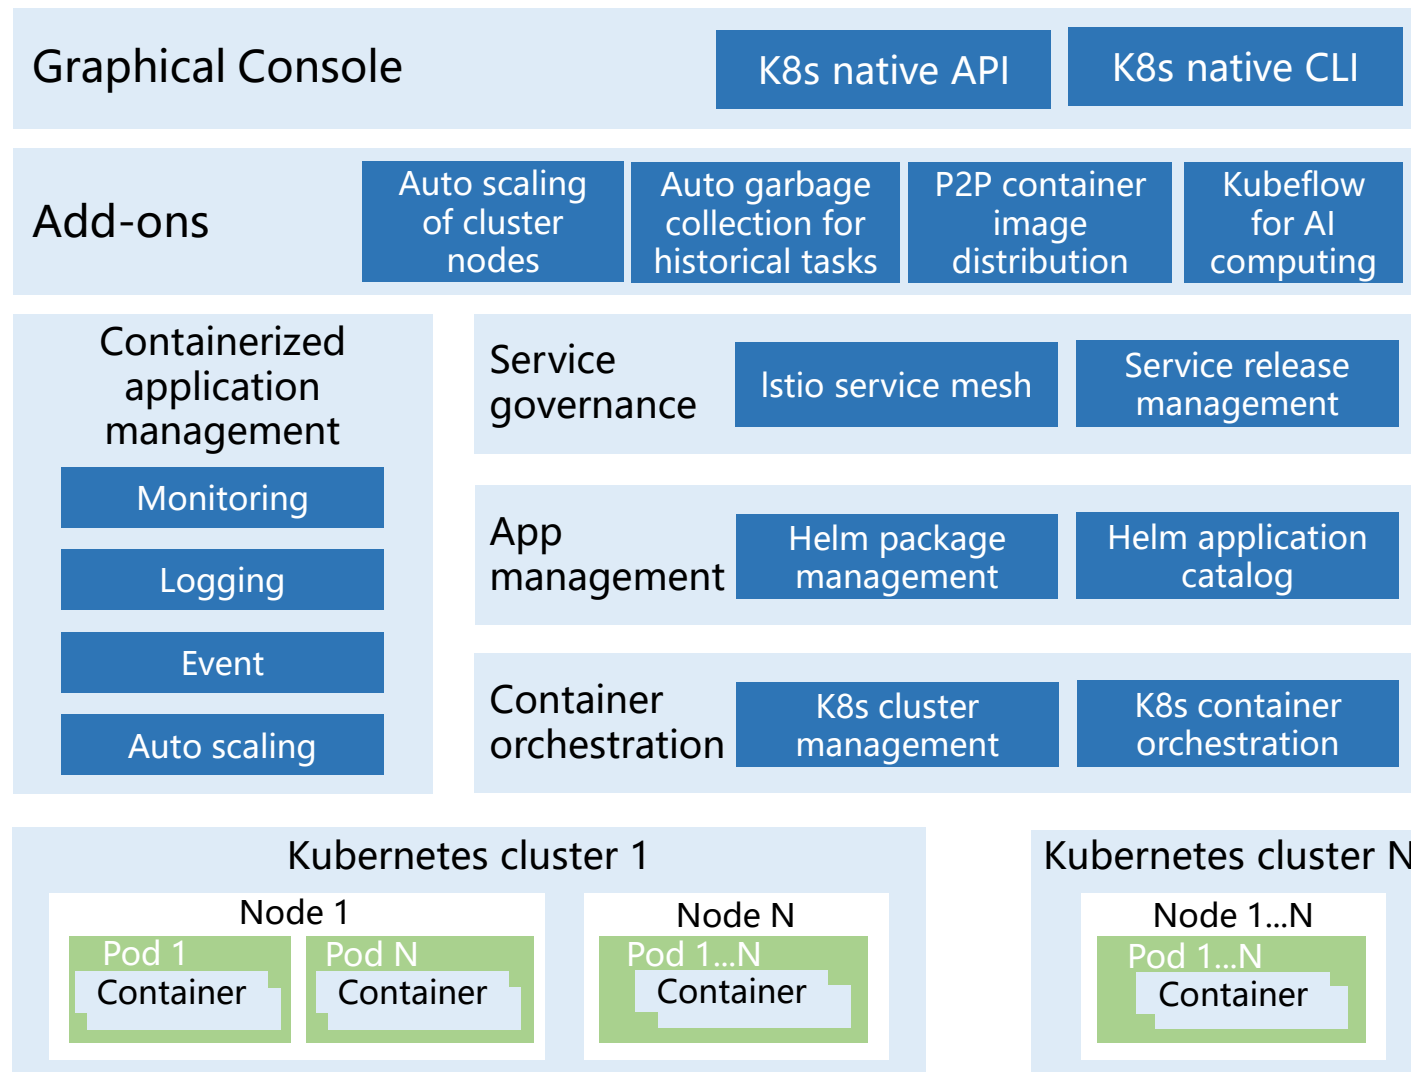 Graphical Console
K8s native API
K8s native CLI
Add-ons
Auto scaling
of cluster
nodes
Auto garbage
collection for
historical tasks
P2P container
image
distribution
Kubeflow
for AI
computing
Containerized
application
management
Monitoring
Logging
Event
Auto scaling
Service
governance
Istio service mesh
Service release
management
App
management
Helm package
management
Helm application
catalog
Container
orchestration
K8s cluster
management
K8s container
orchestration
Kubernetes cluster 1
Node 1
Pod 1
Container
Pod N
Container
Node N
Pod 1...N
Container
Kubernetes cluster N
Node 1...N
Pod 1...N
Container